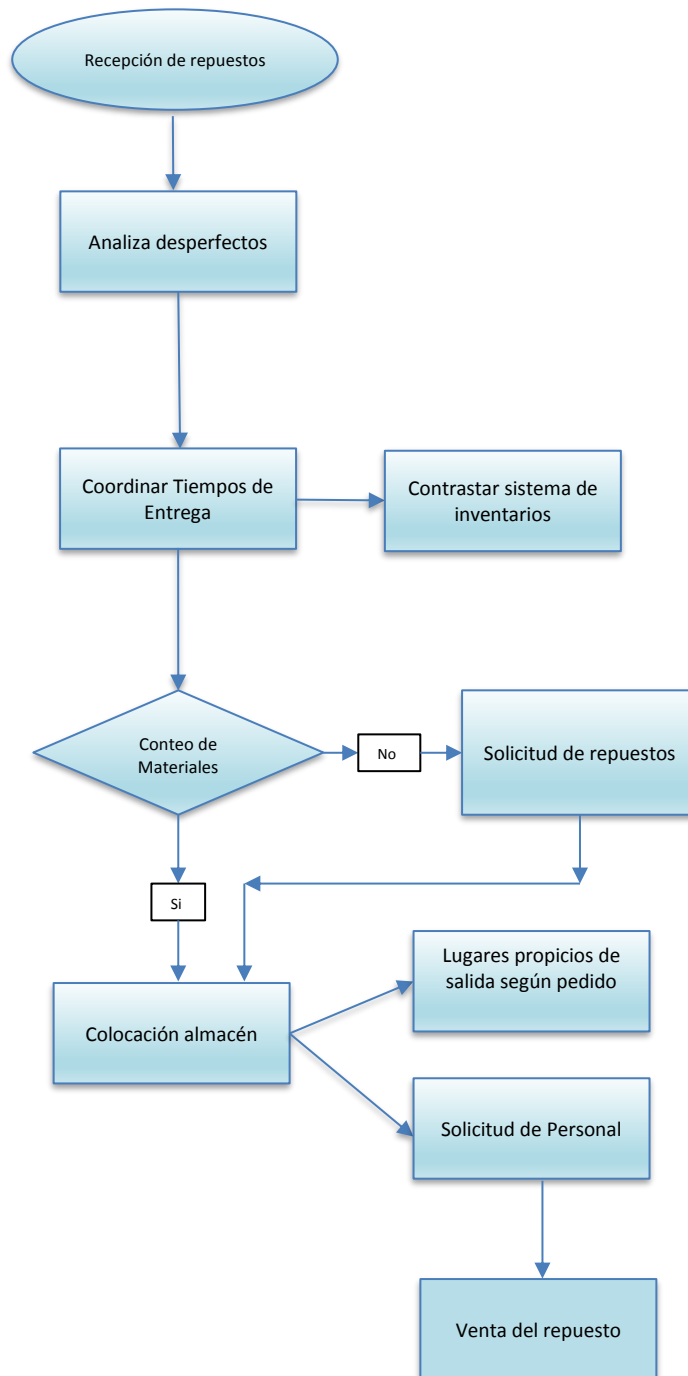 Recepción de repuestos
Analiza desperfectos
Coordinar Tiempos de
Entrega
Contrastar sistema de
inventarios
Conteo de
Materiales
No
Solicitud de repuestos
Si
Lugares propicios de
salida según pedido
Colocación almacén
Solicitud de Personal
Venta del repuesto